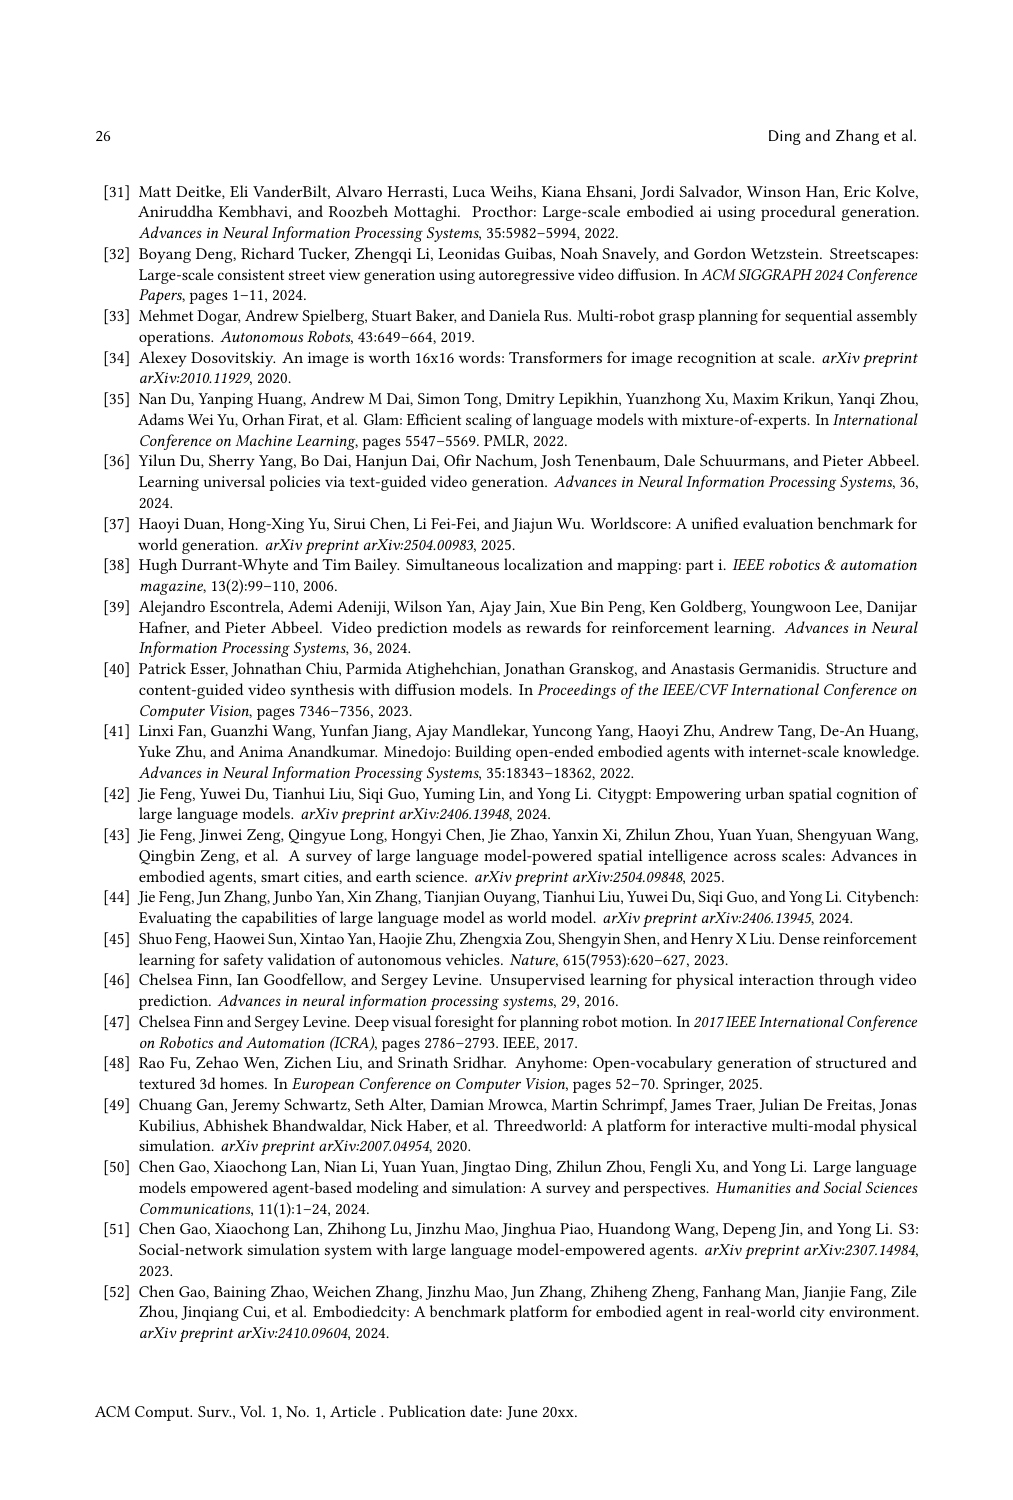 26
Ding and Zhang et al.
[31] Matt Deitke, Eli VanderBilt, Alvaro Herrasti, Luca Weihs, Kiana Ehsani, Jordi Salvador, Winson Han, Eric Kolve,
Aniruddha Kembhavi, and Roozbeh Mottaghi. Procthor: Large-scale embodied ai using procedural generation.
Advances in Neural Information Processing Systems, 35:5982–5994, 2022.
[32] Boyang Deng, Richard Tucker, Zhengqi Li, Leonidas Guibas, Noah Snavely, and Gordon Wetzstein. Streetscapes:
Large-scale consistent street view generation using autoregressive video diffusion. In ACM SIGGRAPH 2024 Conference
Papers, pages 1–11, 2024.
[33] Mehmet Dogar, Andrew Spielberg, Stuart Baker, and Daniela Rus. Multi-robot grasp planning for sequential assembly
operations. Autonomous Robots, 43:649–664, 2019.
[34] Alexey Dosovitskiy. An image is worth 16x16 words: Transformers for image recognition at scale. arXiv preprint
arXiv:2010.11929, 2020.
[35] Nan Du, Yanping Huang, Andrew M Dai, Simon Tong, Dmitry Lepikhin, Yuanzhong Xu, Maxim Krikun, Yanqi Zhou,
Adams Wei Yu, Orhan Firat, et al. Glam: Efficient scaling of language models with mixture-of-experts. In International
Conference on Machine Learning, pages 5547–5569. PMLR, 2022.
[36] Yilun Du, Sherry Yang, Bo Dai, Hanjun Dai, Ofir Nachum, Josh Tenenbaum, Dale Schuurmans, and Pieter Abbeel.
Learning universal policies via text-guided video generation. Advances in Neural Information Processing Systems, 36,
2024.
[37] Haoyi Duan, Hong-Xing Yu, Sirui Chen, Li Fei-Fei, and Jiajun Wu. Worldscore: A unified evaluation benchmark for
world generation. arXiv preprint arXiv:2504.00983, 2025.
[38] Hugh Durrant-Whyte and Tim Bailey. Simultaneous localization and mapping: part i. IEEE robotics & automation
magazine, 13(2):99–110, 2006.
[39] Alejandro Escontrela, Ademi Adeniji, Wilson Yan, Ajay Jain, Xue Bin Peng, Ken Goldberg, Youngwoon Lee, Danijar
Hafner, and Pieter Abbeel. Video prediction models as rewards for reinforcement learning. Advances in Neural
Information Processing Systems, 36, 2024.
[40] Patrick Esser, Johnathan Chiu, Parmida Atighehchian, Jonathan Granskog, and Anastasis Germanidis. Structure and
content-guided video synthesis with diffusion models. In Proceedings of the IEEE/CVF International Conference on
Computer Vision, pages 7346–7356, 2023.
[41] Linxi Fan, Guanzhi Wang, Yunfan Jiang, Ajay Mandlekar, Yuncong Yang, Haoyi Zhu, Andrew Tang, De-An Huang,
Yuke Zhu, and Anima Anandkumar. Minedojo: Building open-ended embodied agents with internet-scale knowledge.
Advances in Neural Information Processing Systems, 35:18343–18362, 2022.
[42] Jie Feng, Yuwei Du, Tianhui Liu, Siqi Guo, Yuming Lin, and Yong Li. Citygpt: Empowering urban spatial cognition of
large language models. arXiv preprint arXiv:2406.13948, 2024.
[43] Jie Feng, Jinwei Zeng, Qingyue Long, Hongyi Chen, Jie Zhao, Yanxin Xi, Zhilun Zhou, Yuan Yuan, Shengyuan Wang,
Qingbin Zeng, et al. A survey of large language model-powered spatial intelligence across scales: Advances in
embodied agents, smart cities, and earth science. arXiv preprint arXiv:2504.09848, 2025.
[44] Jie Feng, Jun Zhang, Junbo Yan, Xin Zhang, Tianjian Ouyang, Tianhui Liu, Yuwei Du, Siqi Guo, and Yong Li. Citybench:
Evaluating the capabilities of large language model as world model. arXiv preprint arXiv:2406.13945, 2024.
[45] Shuo Feng, Haowei Sun, Xintao Yan, Haojie Zhu, Zhengxia Zou, Shengyin Shen, and Henry X Liu. Dense reinforcement
learning for safety validation of autonomous vehicles. Nature, 615(7953):620–627, 2023.
[46] Chelsea Finn, Ian Goodfellow, and Sergey Levine. Unsupervised learning for physical interaction through video
prediction. Advances in neural information processing systems, 29, 2016.
[47] Chelsea Finn and Sergey Levine. Deep visual foresight for planning robot motion. In 2017 IEEE International Conference
on Robotics and Automation (ICRA), pages 2786–2793. IEEE, 2017.
[48] Rao Fu, Zehao Wen, Zichen Liu, and Srinath Sridhar. Anyhome: Open-vocabulary generation of structured and
textured 3d homes. In European Conference on Computer Vision, pages 52–70. Springer, 2025.
[49] Chuang Gan, Jeremy Schwartz, Seth Alter, Damian Mrowca, Martin Schrimpf, James Traer, Julian De Freitas, Jonas
Kubilius, Abhishek Bhandwaldar, Nick Haber, et al. Threedworld: A platform for interactive multi-modal physical
simulation. arXiv preprint arXiv:2007.04954, 2020.
[50] Chen Gao, Xiaochong Lan, Nian Li, Yuan Yuan, Jingtao Ding, Zhilun Zhou, Fengli Xu, and Yong Li. Large language
models empowered agent-based modeling and simulation: A survey and perspectives. Humanities and Social Sciences
Communications, 11(1):1–24, 2024.
[51] Chen Gao, Xiaochong Lan, Zhihong Lu, Jinzhu Mao, Jinghua Piao, Huandong Wang, Depeng Jin, and Yong Li. S3:
Social-network simulation system with large language model-empowered agents. arXiv preprint arXiv:2307.14984,
2023.
[52] Chen Gao, Baining Zhao, Weichen Zhang, Jinzhu Mao, Jun Zhang, Zhiheng Zheng, Fanhang Man, Jianjie Fang, Zile
Zhou, Jinqiang Cui, et al. Embodiedcity: A benchmark platform for embodied agent in real-world city environment.
arXiv preprint arXiv:2410.09604, 2024.
ACM Comput. Surv., Vol. 1, No. 1, Article . Publication date: June 20xx.